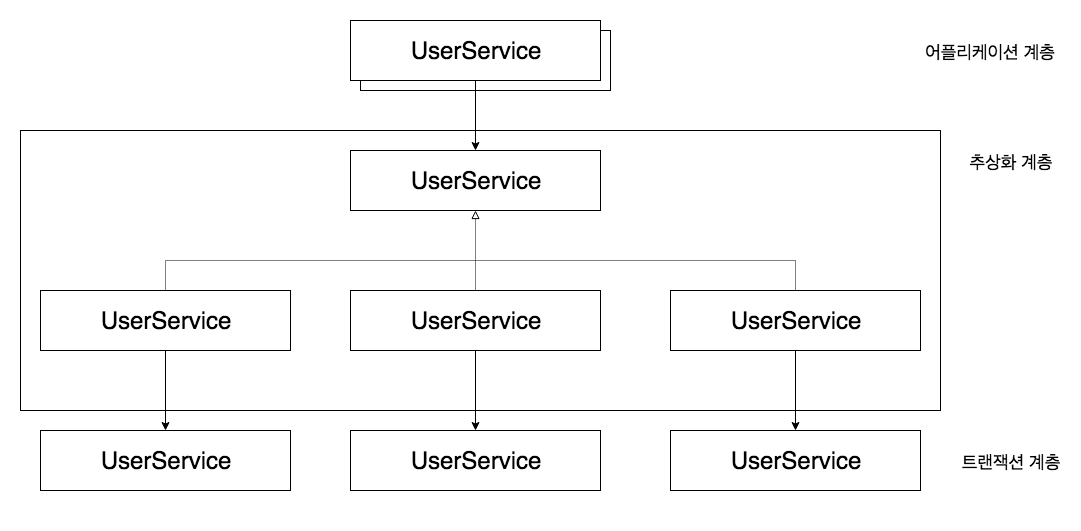 UserService
어플리케이션 계층
추상화 계층
UserService
UserService
UserService
UserService
UserService
UserService
UserService
트랜잭션 계층